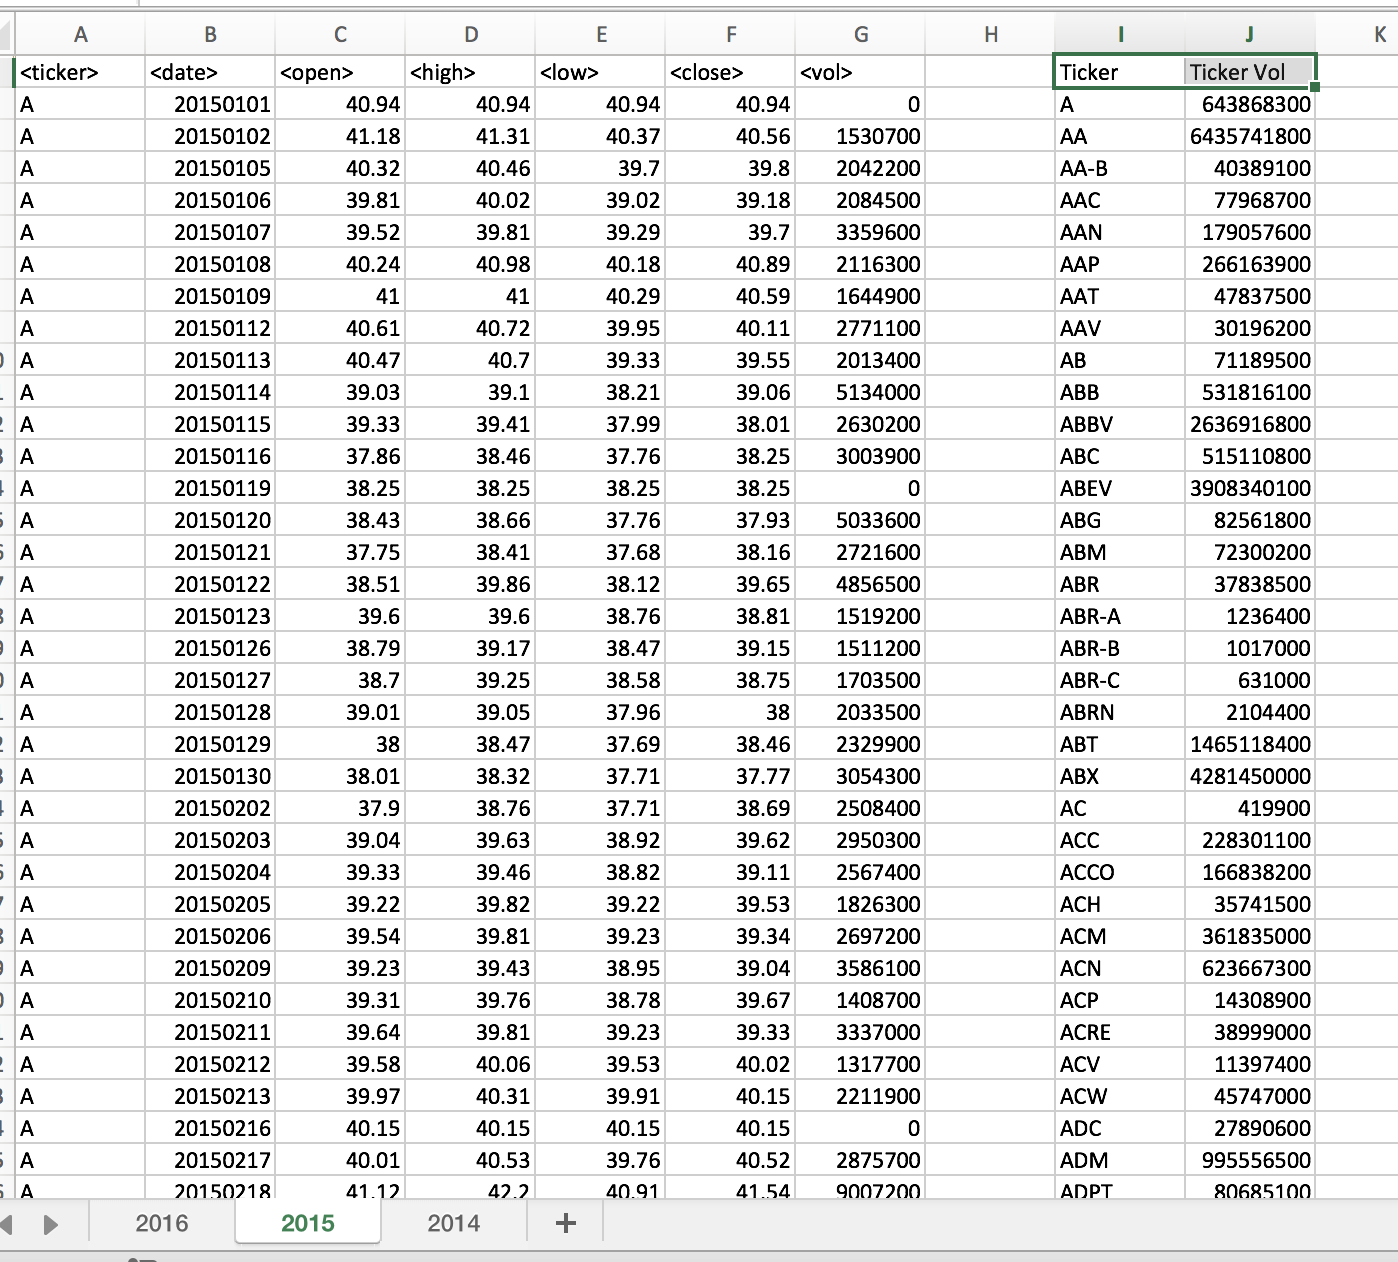 A B C D E F G H I J K
<ticker> <date> <open> <high> <low> <close> <vol> Ticker Ticker Vol
A 20150101 40.94 40.94 40.94 40.94 0 A 643868300
A 20150102 41.18 41.31 40.37 40.56 1530700 AA 6435741800
A 20150105 40.32 40.46 39.7 39.8 2042200 AA-B 40389100
A 20150106 39.81 40.02 39.02 39.18 2084500 AAC 77968700
A 20150107 39.52 39.81 39.29 39.7 3359600 AAN 179057600
A 20150108 40.24 40.98 40.18 40.89 2116300 AAP 266163900
A 20150109 41 41 40.29 40.59 1644900 AAT 47837500
A 20150112 40.61 40.72 39.95 40.11 2771100 AAV 30196200
A 20150113 40.47 40.7 39.33 39.55 2013400 AB 71189500
A 20150114 39.03 39.1 38.21 39.06 5134000 ABB 531816100
A 20150115 39.33 39.41 37.99 38.01 2630200 ABBV 2636916800
A 20150116 37.86 38.46 37.76 38.25 3003900 ABC 515110800
A 20150119 38.25 38.25 38.25 38.25 0 ABEV 3908340100
A 20150120 38.43 38.66 37.76 37.93 5033600 ABG 82561800
A 20150121 37.75 38.41 37.68 38.16 2721600 ABM 72300200
A 20150122 38.51 39.86 38.12 39.65 4856500 ABR 37838500
A 20150123 39.6 39.6 38.76 38.81 1519200 ABR-A 1236400
A 20150126 38.79 39.17 38.47 39.15 1511200 ABR-B 1017000
A 20150127 38.7 39.25 38.58 38.75 1703500 ABR-C 631000
A 20150128 39.01 39.05 37.96 38 2033500 ABRN 2104400
A 20150129 38 38.47 37.69 38.46 2329900 ABT 1465118400
A 20150130 38.01 38.32 37.71 37.77 3054300 ABX 4281450000
A 20150202 37.9 38.76 37.71 38.69 2508400 AC 419900
A 20150203 39.04 39.63 38.92 39.62 2950300 ACC 228301100
A 20150204 39.33 39.46 38.82 39.11 2567400 ACCO 166838200
A 20150205 39.22 39.82 39.22 39.53 1826300 ACH 35741500
A 20150206 39.54 39.81 39.23 39.34 2697200 ACM 361835000
A 20150209 39.23 39.43 38.95 39.04 3586100 ACN 623667300
A 20150210 39.31 39.76 38.78 39.67 1408700 ACP 14308900
A 20150211 39.64 39.81 39.23 39.33 3337000 ACRE 38999000
A 20150212 39.58 40.06 39.53 40.02 1317700 ACV 11397400
A 20150213 39.97 40.31 39.91 40.15 2211900 ACW 45747000
A 20150216 40.15 40.15 40.15 40.15 0 ADC 27890600
A 20150217 40.01 40.53 39.76 40.52 2875700 ADM 995556500
A 20150218 41.12 42.2 40.91 41.54 9007200 ADPT 80685100
2016 2015 2014 +